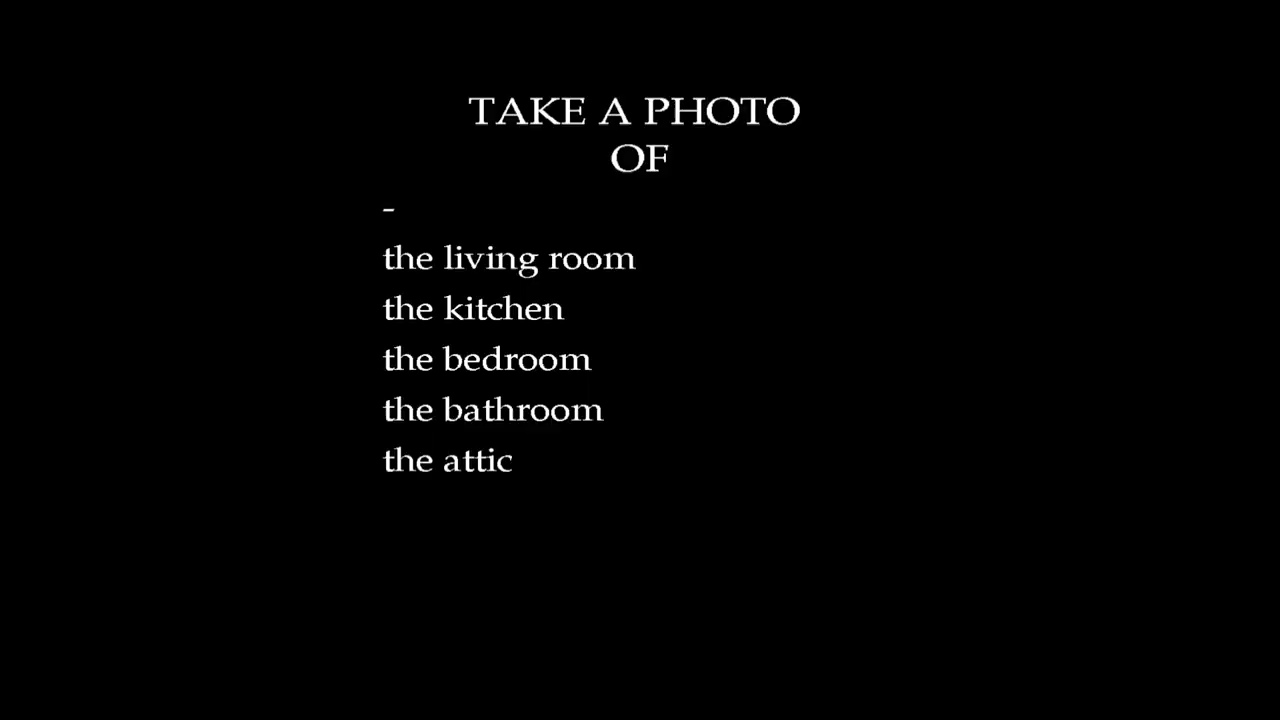 TAKE A PHOTO
OF
-
the living room
the kitchen
the bedroom
the bathroom
the attic